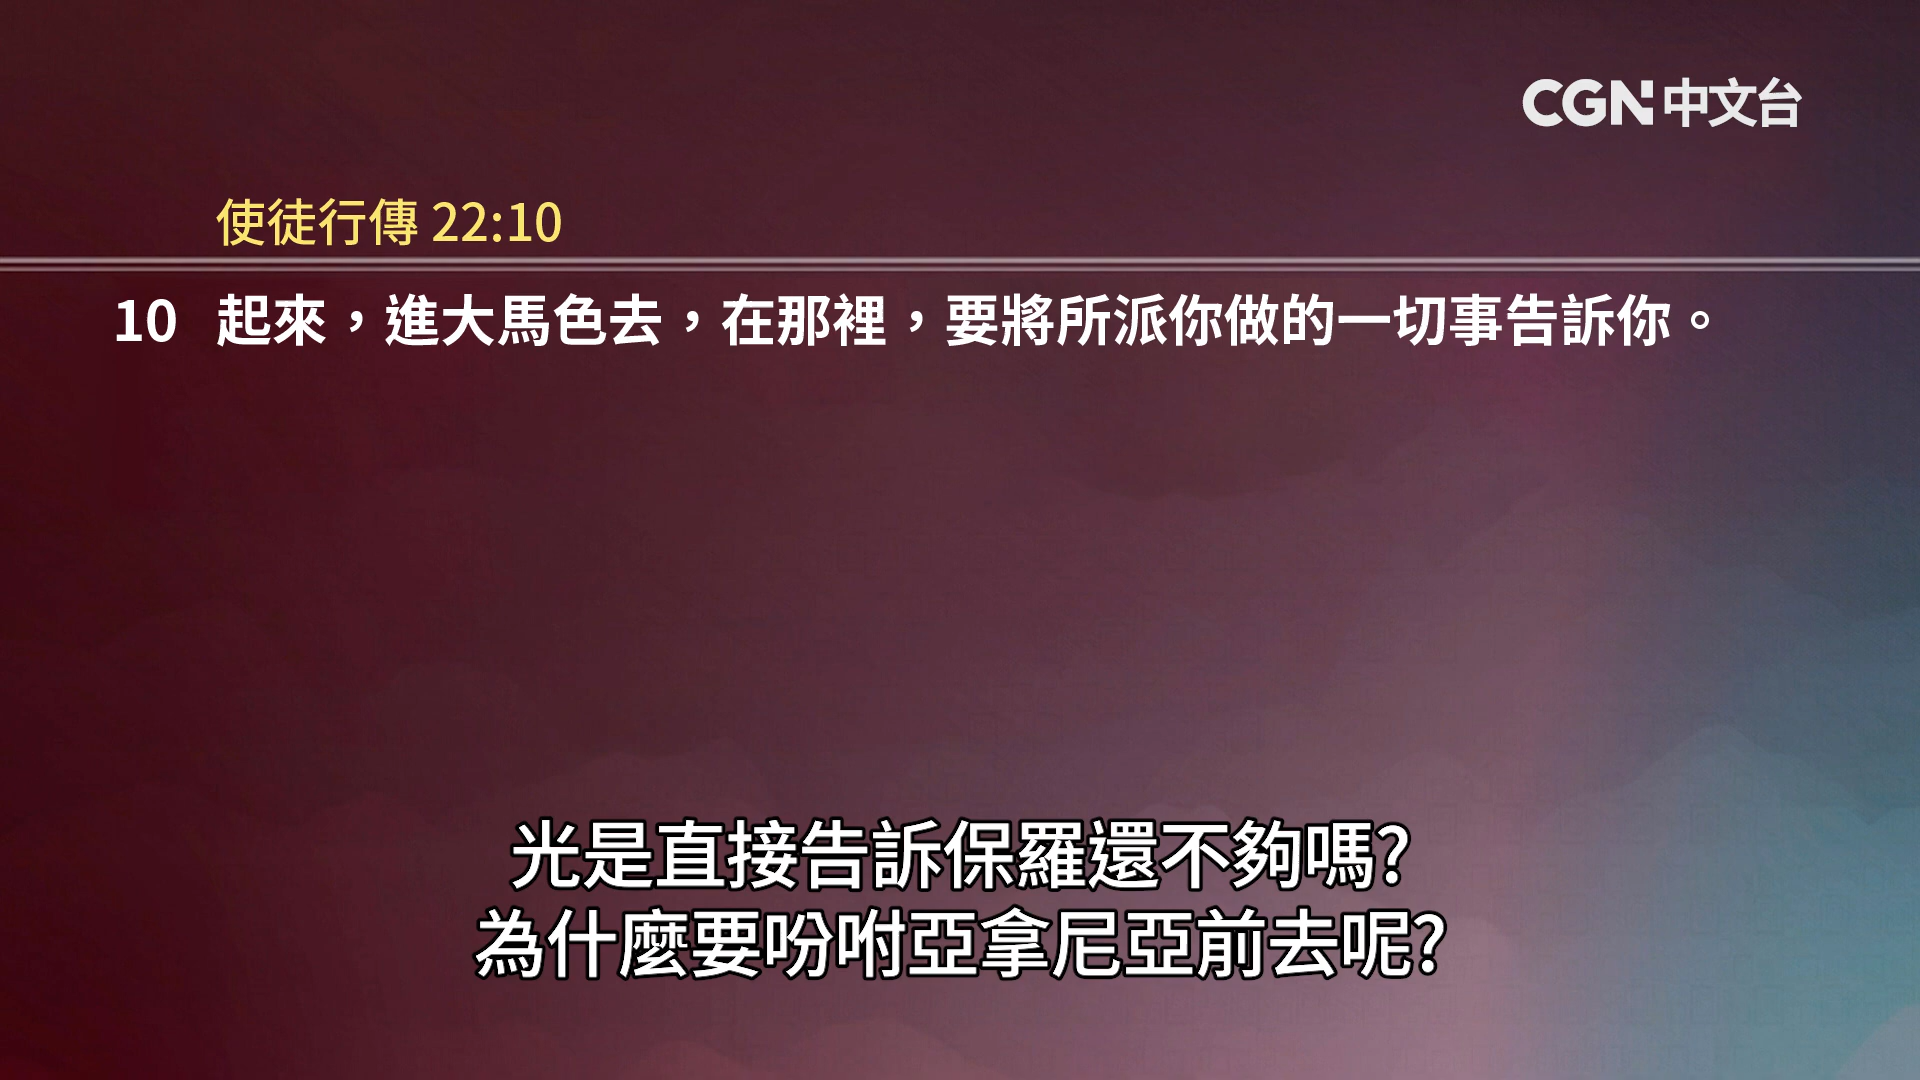 CGN中文台
使徒行傳 22:10
10 起來，進大馬色去，在那裡，要將所派你做的一切事告訴你。
光是直接告訴保羅還不夠嗎?
為什麼要吩咐亞拿尼亞前去呢?